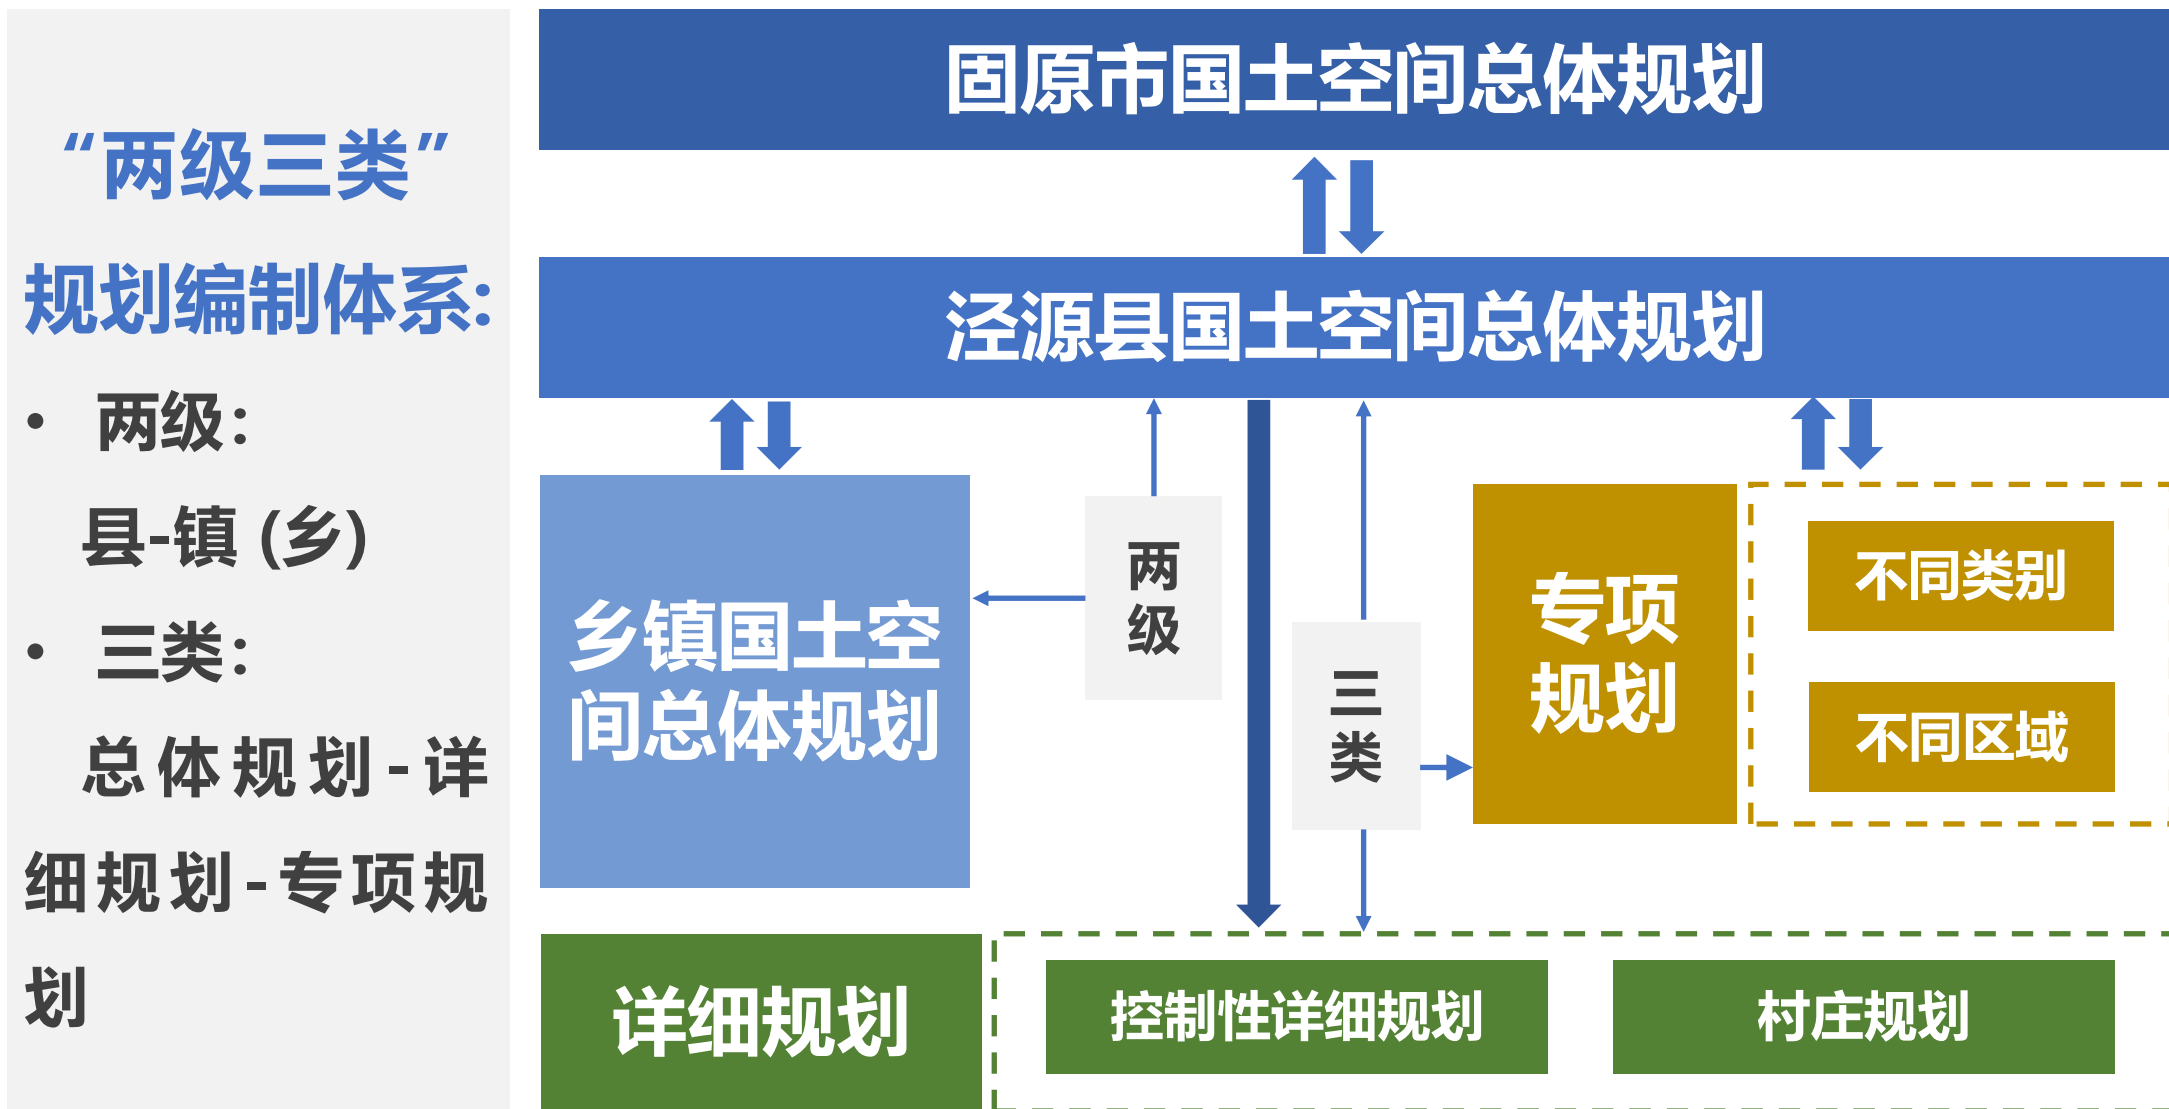 “两级三类”
规划编制体系:
• 两级：
县-镇 (乡)
• 三类：
总体规划-详
细规划-专项规
划
固原市国土空间总体规划
泾源县国土空间总体规划
乡镇国土空
间总体规划
两
级
三
类
专项
规划
不同类别
不同区域
详细规划
控制性详细规划
村庄规划